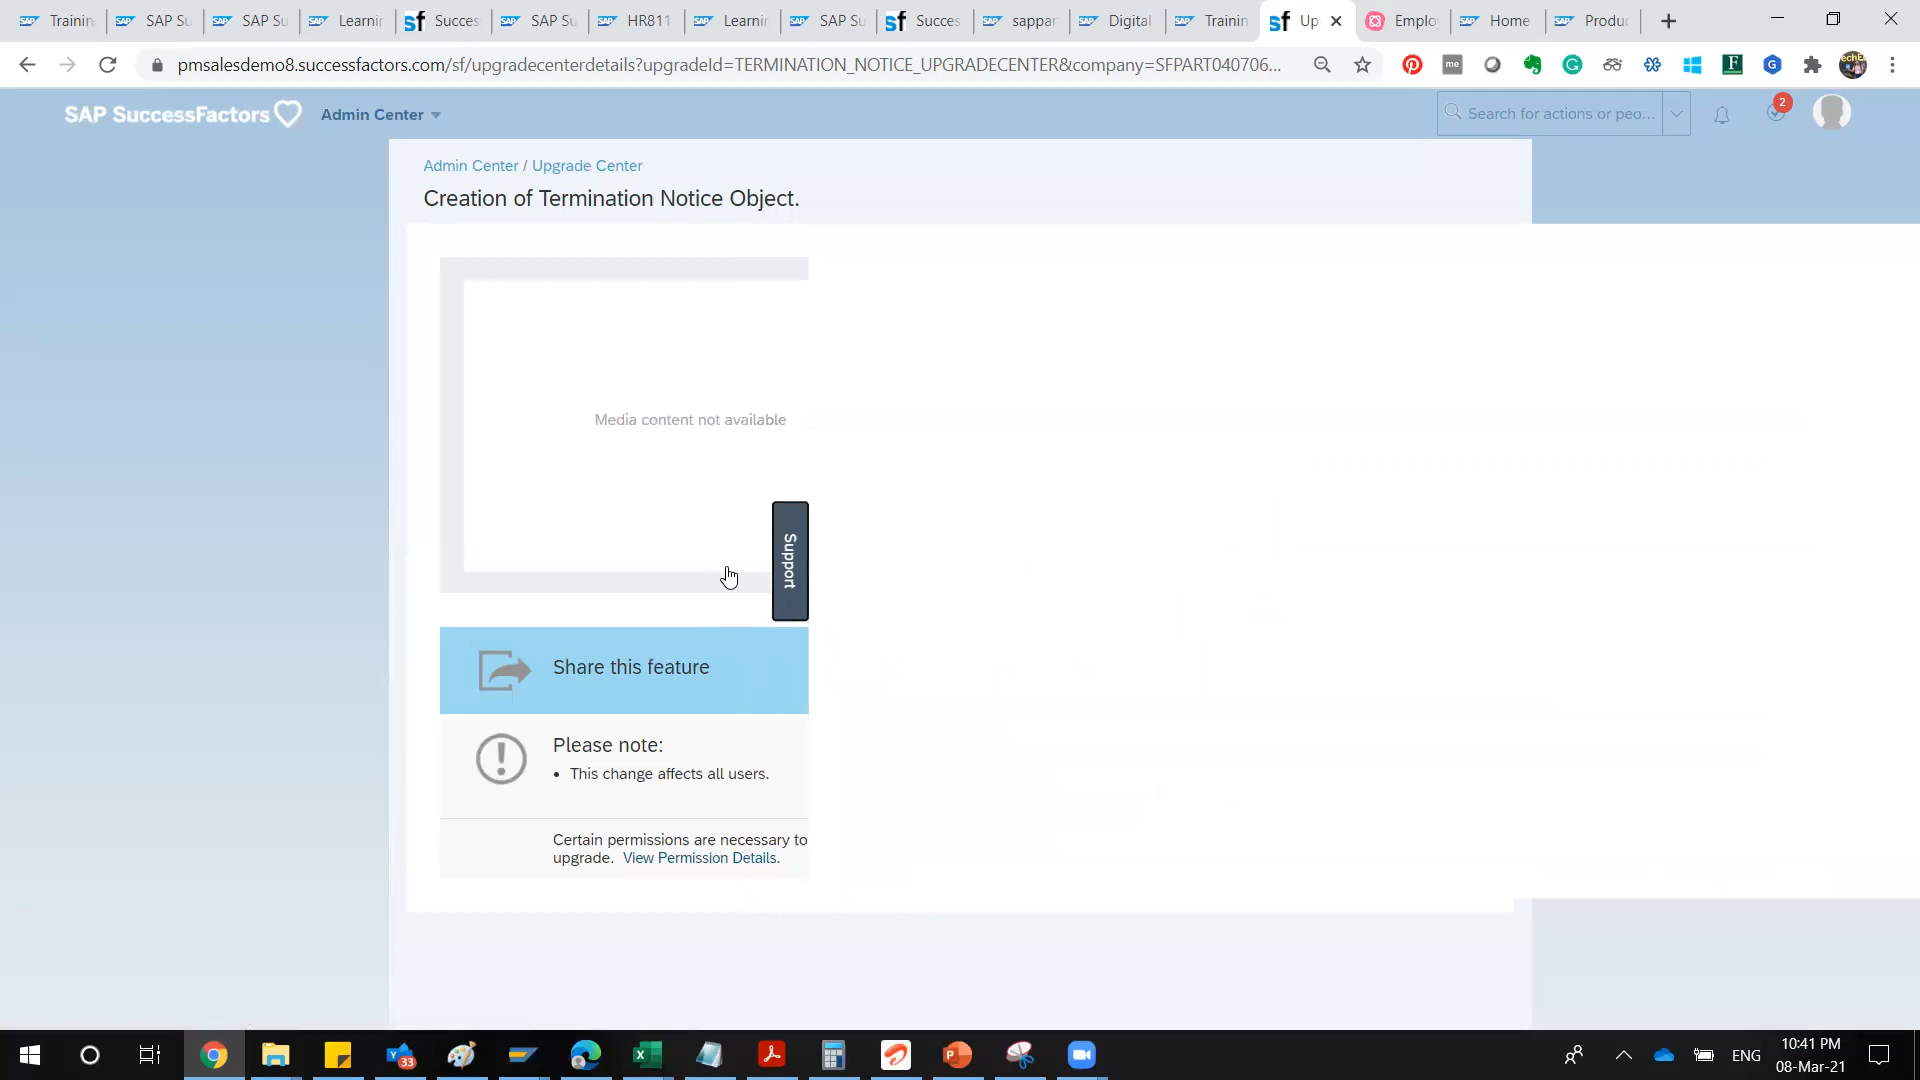 Trainin
SAP Su
SAP Su
Learnin
Succes
SAP Su
HR811
Learnin
SAP Su
Succes
sappar
Digital
Trainin
Up
Emplo
Home
Produc
pmsalesdemo8.successfactors.com/sf/upgradecenterdetails?upgradeId=TERMINATION_NOTICE_UPGRADECENTER&company=SFPART040706...
SAP SuccessFactors
Admin Center
Search for actions or peo...
2
Admin Center / Upgrade Center
Creation of Termination Notice Object.
Media content not available
Support
Share this feature
Please note:
• This change affects all users.
Certain permissions are necessary to
upgrade. View Permission Details.
33
ENG
10:41 PM
08-Mar-21